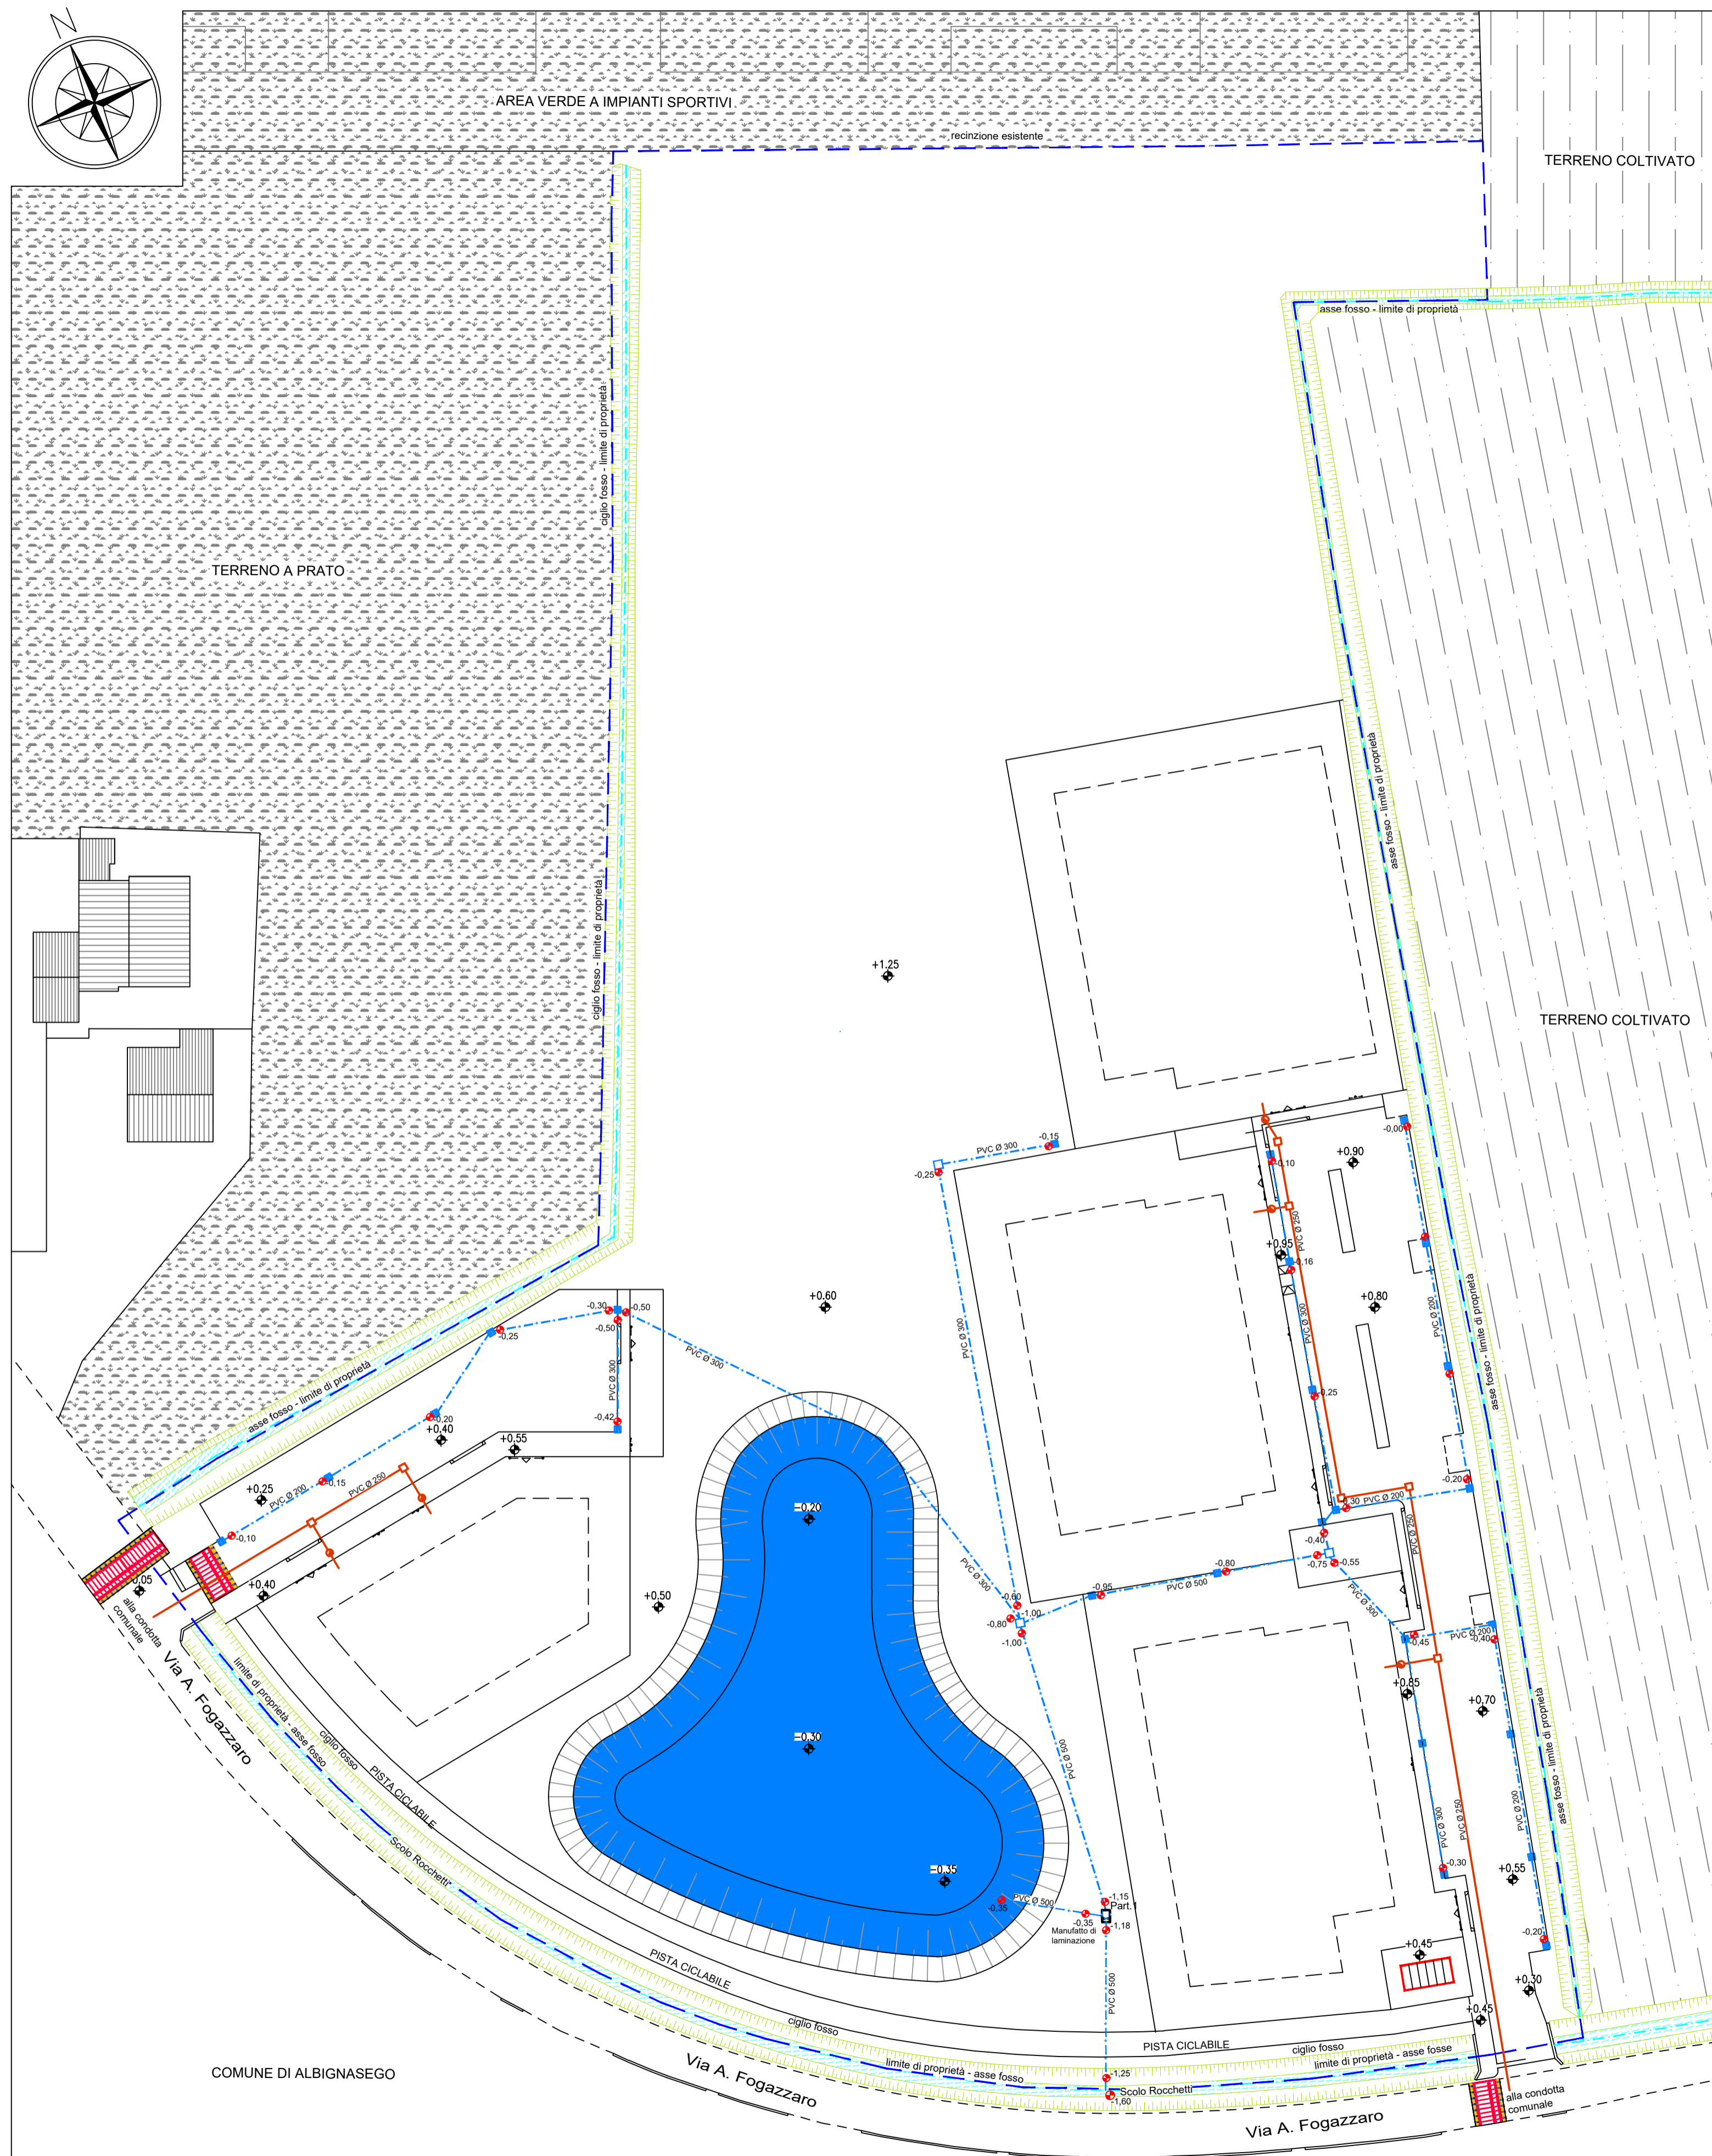 N
AREA VERDE A IMPIANTI SPORTIVI
recinzione esistente
TERRENO COLTIVATO
asse fosso - limite di proprietà
ciglio fosso - limite di proprietà
TERRENO A PRATO
asse fosso - limite di proprietà
ciglio fosso - limite di proprietà
+1.25
TERRENO COLTIVATO
-0,00
PVC Ø 300
-0,15
-0,25
-0,10
+0.90
PVC Ø 250
+0.95
-0,16
PVC Ø 300
+0.80
PVC Ø 200
asse fosso - limite di proprietà
+0.60
-0,30
-0,50
-0,50
-0,25
PVC Ø 300
PVC Ø 300
PVC Ø 300
-0,42
asse fosso - limite di proprietà
-0,20
+0.40
+0.55
-0,25
-0,15
PVC Ø 250
PVC Ø 200
+0.25
-0,10
-0,20
-0,20
-0,30
PVC Ø 200
PVC Ø 250
-0,40
-0,75
-0,55
-0,80
PVC Ø 500
-0,95
PVC Ø 300
PVC Ø 300
0.05
+0.40
alla condotta
comunale
+0.50
-0,60
-1,00
-0,80
-1,00
-0,45
PVC Ø 200
-0,40
Via A. Fogazzaro
limite di proprietà - asse fosso
ciglio fosso
PISTA CICLABILE
Scolo Rocchetti
+0.85
+0.70
asse fosso - limite di proprietà
-0.30
PVC Ø 500
PVC Ø 300
PVC Ø 250
PVC Ø 200
-0,30
+0.55
-0.35
PVC Ø 500
-0,35
-0,35
-1,15
Part.1
-1,18
Manufatto di
laminazione
-0,20
+0.45
+0.30
+0.45
PISTA CICLABILE
PVC Ø 500
ciglio fosso
PISTA CICLABILE
ciglio fosso
limite di proprietà - asse fosso
limite di proprietà - asse fosse
-1,25
Scolo Rocchetti
-1,60
COMUNE DI ALBIGNASEGO
Via A. Fogazzaro
Via A. Fogazzaro
alla condotta
comunale